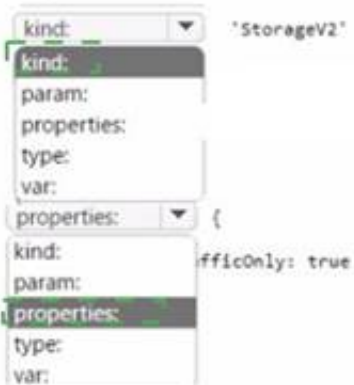 kind: 'StorageV2'
kind:
param:
properties:
type:
var:
properties: {
kind:
fficOnly: true
param:
properties:
type:
var: